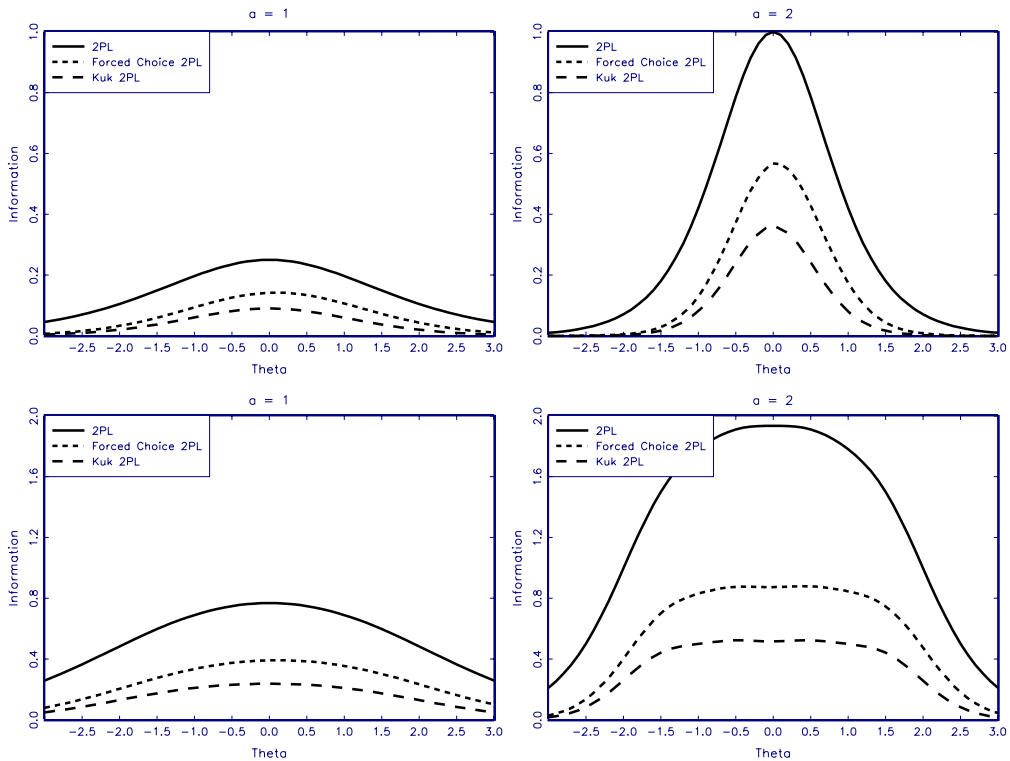 a = 1
2PL
Forced Choice 2PL
Kuk 2PL
Information
0.0 0.2 0.4 0.6 0.8 1.0
-2.5 -2.0 -1.5 -1.0 -0.5 0.0 0.5 1.0 1.5 2.0 2.5 3.0
Theta
a = 2
2PL
Forced Choice 2PL
Kuk 2PL
Information
0.0 0.2 0.4 0.6 0.8 1.0
-2.5 -2.0 -1.5 -1.0 -0.5 0.0 0.5 1.0 1.5 2.0 2.5 3.0
Theta
a = 1
2PL
Forced Choice 2PL
Kuk 2PL
Information
0.0 0.4 0.8 1.2 1.6 2.0
-2.5 -2.0 -1.5 -1.0 -0.5 0.0 0.5 1.0 1.5 2.0 2.5 3.0
Theta
a = 2
2PL
Forced Choice 2PL
Kuk 2PL
Information
0.0 0.4 0.8 1.2 1.6 2.0
-2.5 -2.0 -1.5 -1.0 -0.5 0.0 0.5 1.0 1.5 2.0 2.5 3.0
Theta